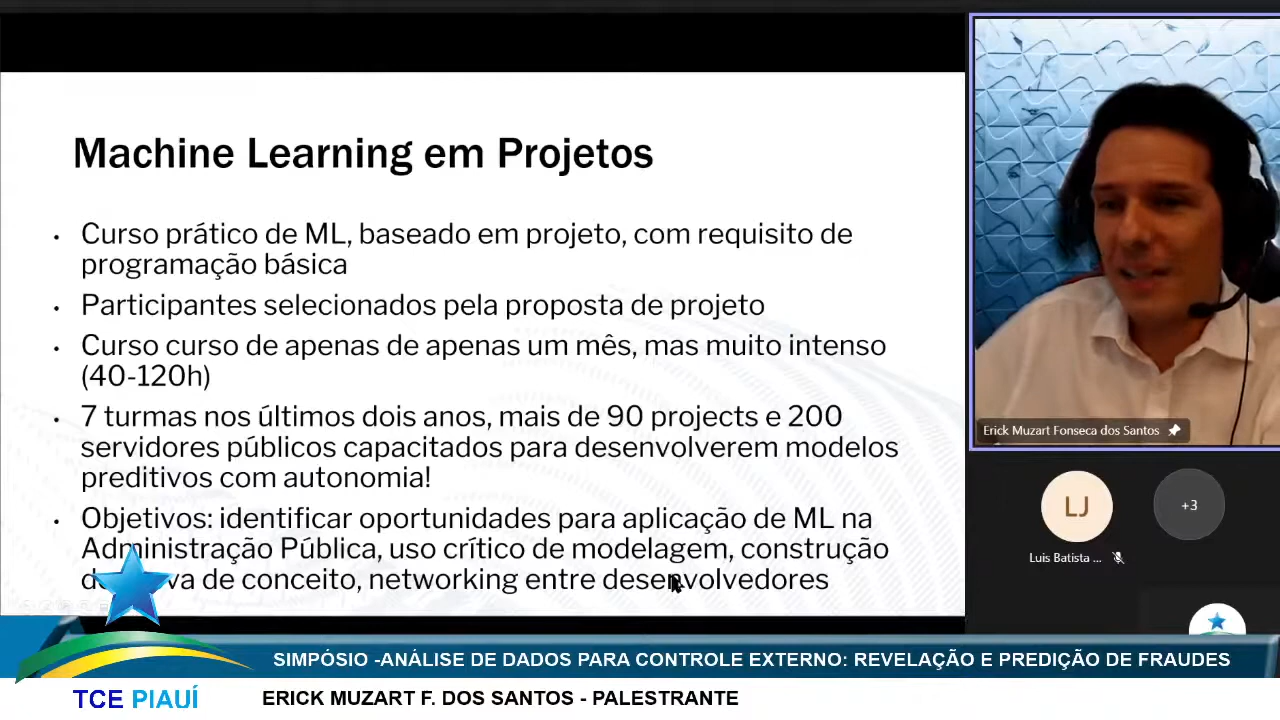 Machine Learning em Projetos
• Curso prático de ML, baseado em projeto, com requisito de
programação básica
• Participantes selecionados pela proposta de projeto
• Curso curso de apenas de apenas um mês, mas muito intenso
(40-120h)
• 7 turmas nos últimos dois anos, mais de 90 projects e 200
servidores públicos capacitados para desenvolverem modelos
preditivos com autonomia!
• Objetivos: identificar oportunidades para aplicação de ML na
Administração Pública, uso crítico de modelagem, construção
de conceito, networking entre desenvolvedores
Erick Muzart Fonseca dos Santos
LJ
+3
Luis Batista ...
SIMPÓSIO -ANÁLISE DE DADOS PARA CONTROLE EXTERNO: REVELAÇÃO E PREDIÇÃO DE FRAUDES
TCE PIAUÍ
ERICK MUZART F. DOS SANTOS - PALESTRANTE